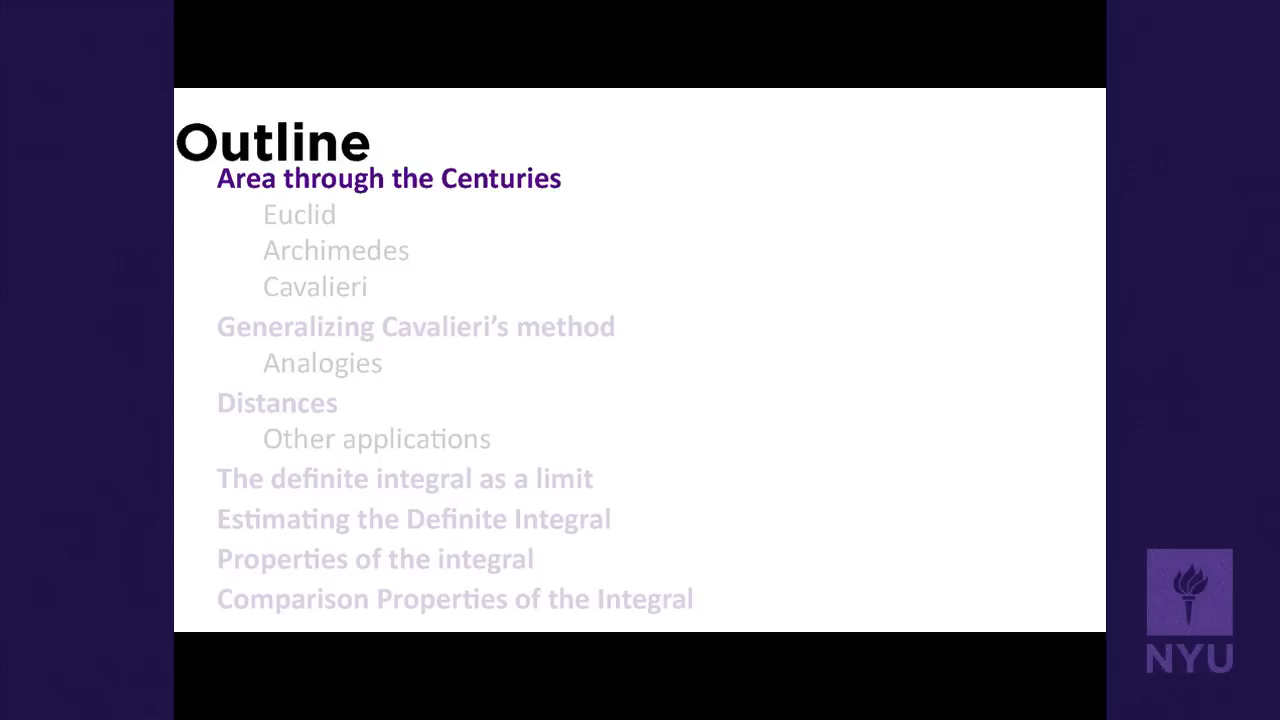 Outline
Area through the Centuries
Euclid
Archimedes
Cavalieri
Generalizing Cavalieri’s method
Analogies
Distances
Other applications
The definite integral as a limit
Estimating the Definite Integral
Properties of the integral
Comparison Properties of the Integral
NYU